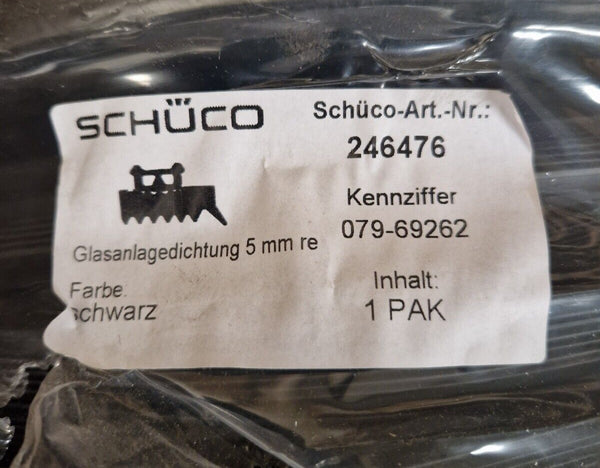 SCHÜCO
Glasanlagedichtung 5 mm re
Farbe:
schwarz
Schüco-Art.-Nr.:
246476
Kennziffer
079-69262
Inhalt:
1 PAK